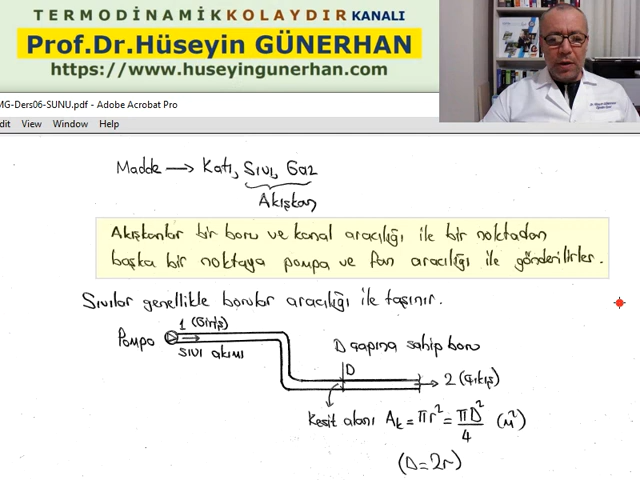 TERMODİNAMİKKOLAYDIR KANALI
Prof.Dr.Hüseyin GÜNERHAN
https://www.huseyingunerhan.com
MG-Ders06-SUNU.pdf - Adobe Acrobat Pro
dit View Window Help
Madde → Katı, Sıvı, Gaz
Akışkan
Akışkanlar bir boru ve kanal aracılığı ile bir noktadan
başka bir noktaya pompa ve fan aracılığı ile gönderilirler.
Sıvılar genellikle borular aracılığı ile taşınır.
1 (Giriş)
Pompa
sıvı akımı
D çapına sahip boru
D
2 (Çıkış)
Kesit alanı A_k = πr² = πD²/4 (m²)
(D=2r)